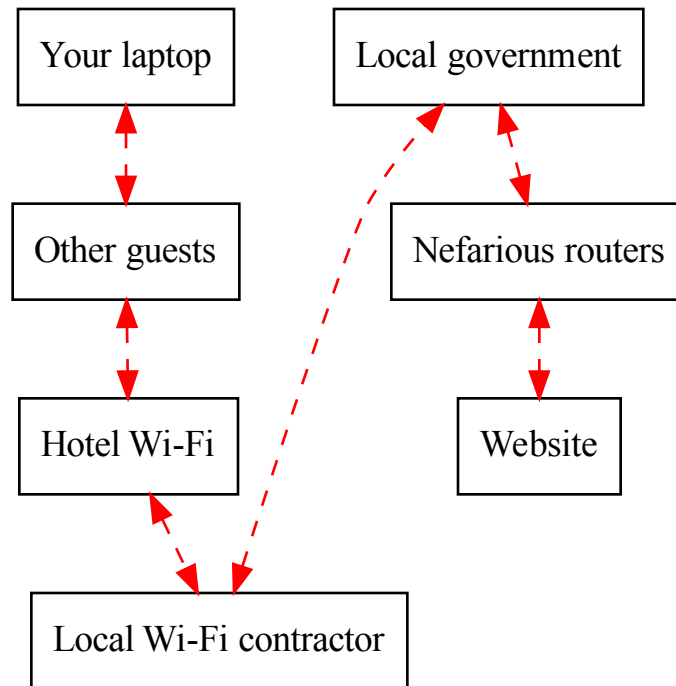 Your laptop
Local government
Other guests
Nefarious routers
Hotel Wi-Fi
Website
Local Wi-Fi contractor